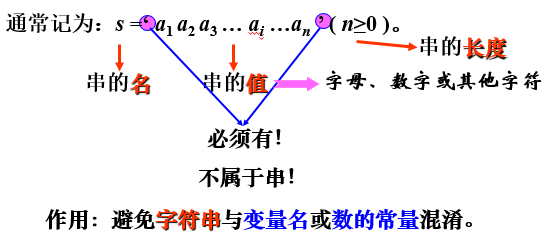 通常记为：s = ‘ a1 a2 a3 … ai …an ’ ( n≥0 )。
串的长度
串的名 串的值 字母、数字或其他字符
必须有！
不属于串！
作用：避免字符串与变量名或数的常量混淆。